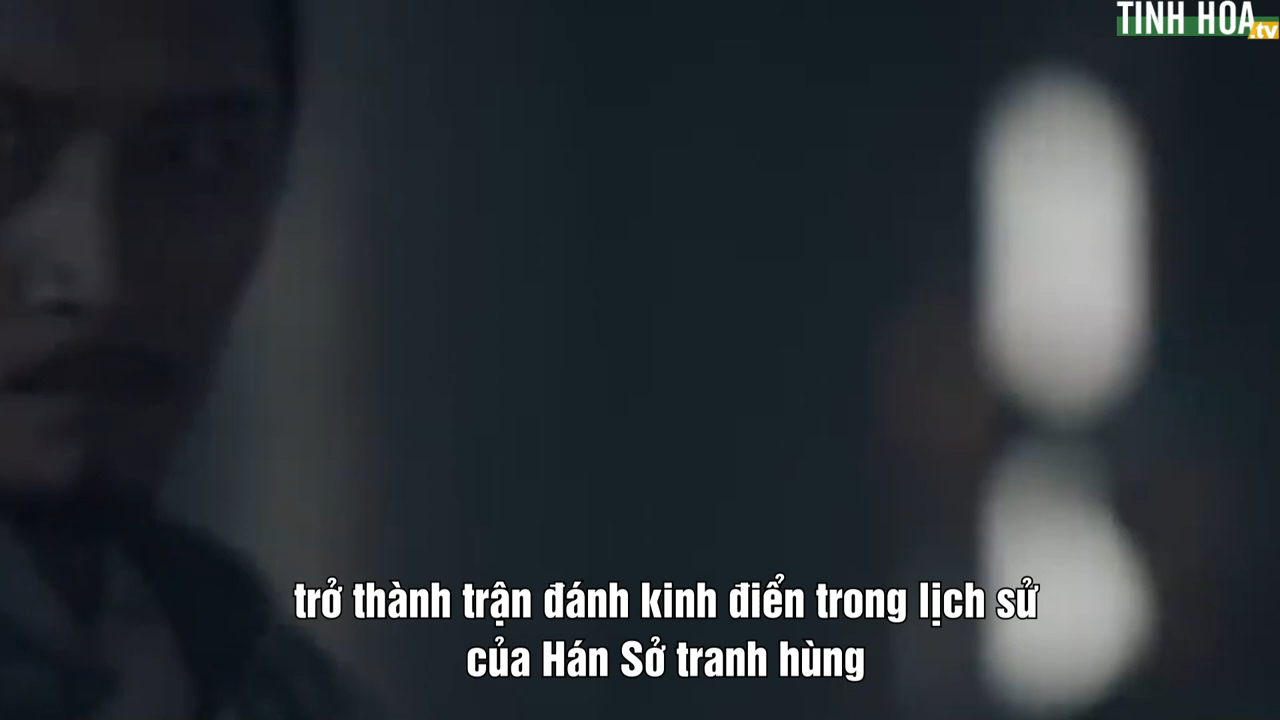 TINH HOA
.tv
trở thành trận đánh kinh điển trong lịch sử
của Hán Sở tranh hùng